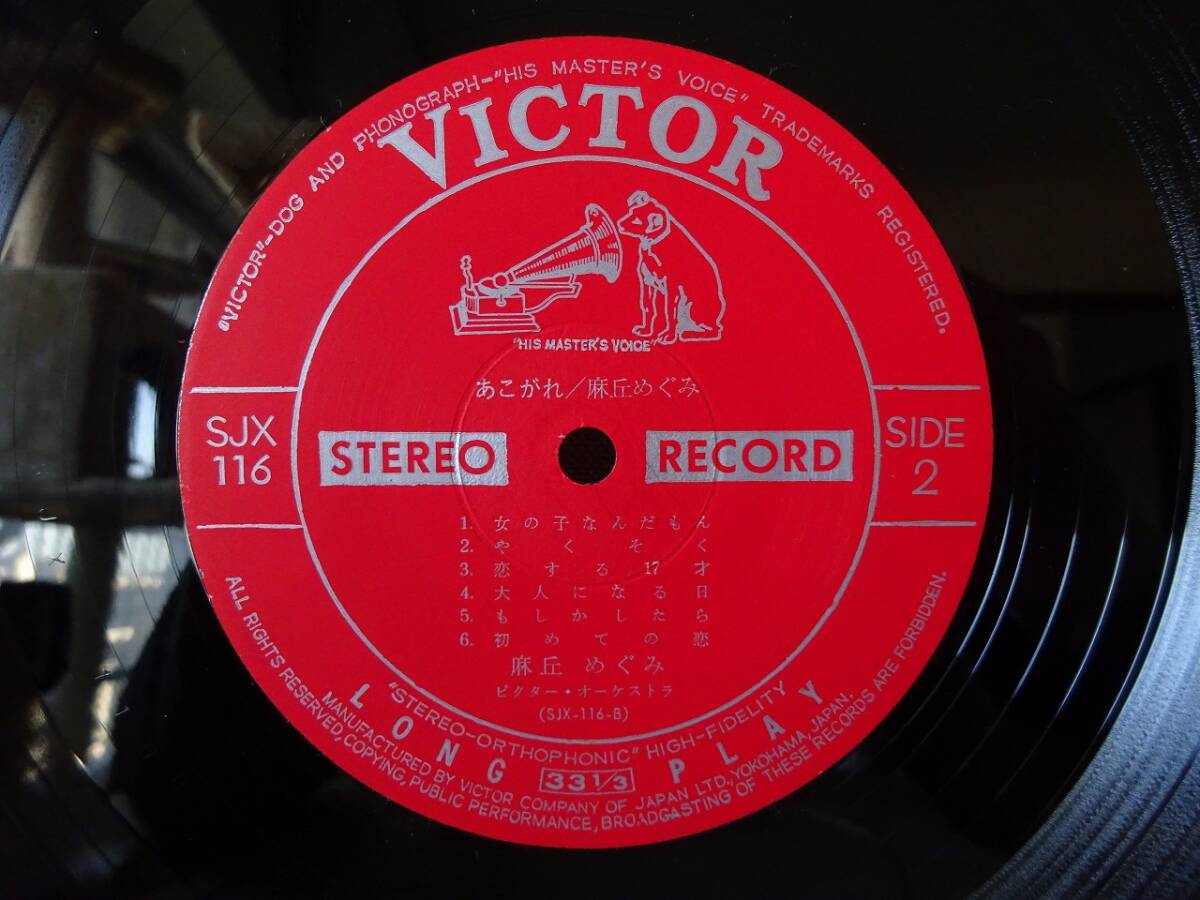 "VICTOR"–DOG AND PHONOGRAPH–"HIS MASTER'S VOICE" TRADEMARKS REGISTERED.
VICTOR
"HIS MASTER'S VOICE"
あこがれ/麻丘めぐみ
SJX
116
STEREO
RECORD
SIDE
2
1. 女の子なんだもん
2. やくそく
3. 恋する17才
4. 大人になる日
5. もしかしたら
6. 初めての恋
麻丘 めぐみ
ビクター・オーケストラ
(SJX-116-B)
"STEREO-ORTHOPHONIC" HIGH-FIDELITY
LONG 33 1/3 PLAY
MANUFACTURED BY VICTOR COMPANY OF JAPAN LTD., YOKOHAMA, JAPAN.
ALL RIGHTS RESERVED COPYING, PUBLIC PERFORMANCE, BROADCASTING OF THESE RECORDS ARE FORBIDDEN.